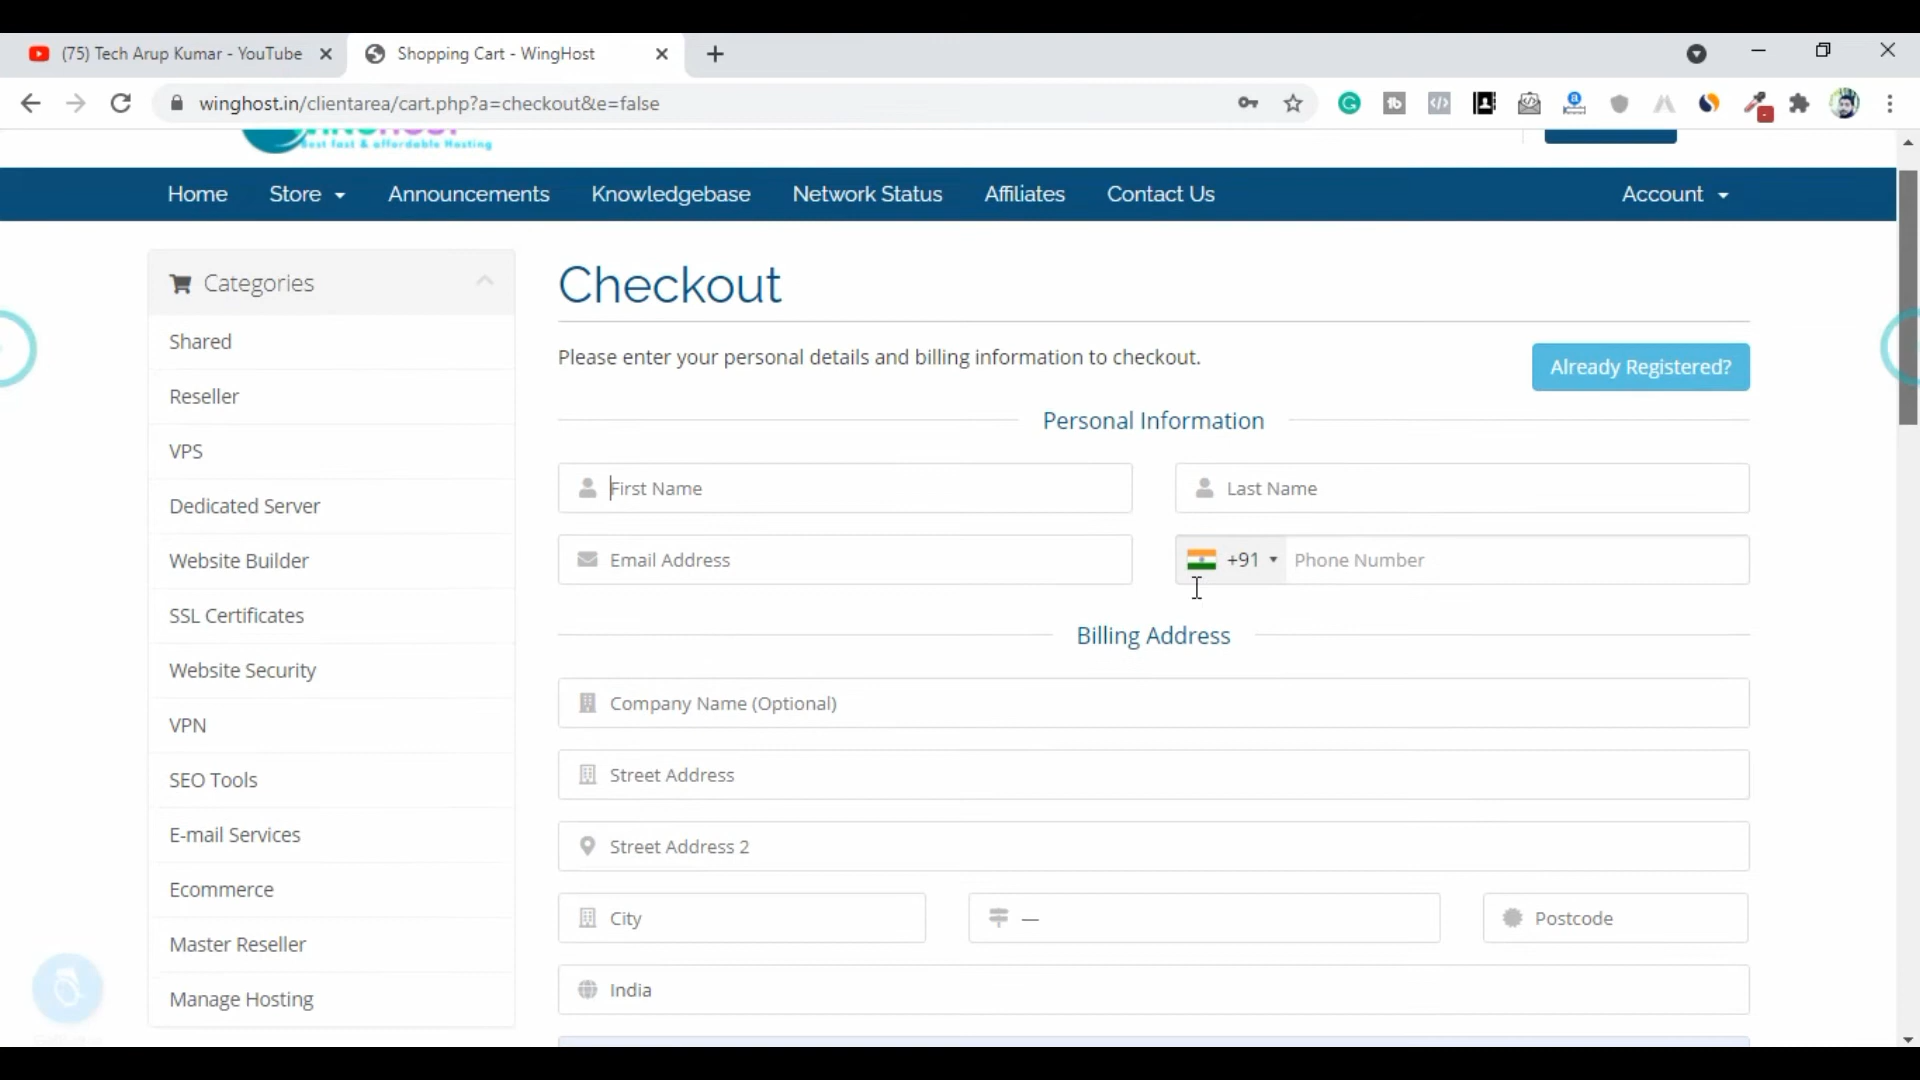 (75) Tech Arup Kumar - YouTube
Shopping Cart - WingHost
winghost.in/clientarea/cart.php?a=checkout&e=false
Best fast & affordable Hosting
Home
Store
Announcements
Knowledgebase
Network Status
Affiliates
Contact Us
Account
Categories
Shared
Reseller
VPS
Dedicated Server
Website Builder
SSL Certificates
Website Security
VPN
SEO Tools
E-mail Services
Ecommerce
Master Reseller
Manage Hosting
Checkout
Please enter your personal details and billing information to checkout.
Already Registered?
Personal Information
First Name
Last Name
Email Address
+91
Phone Number
Billing Address
Company Name (Optional)
Street Address
Street Address 2
City
—
Postcode
India